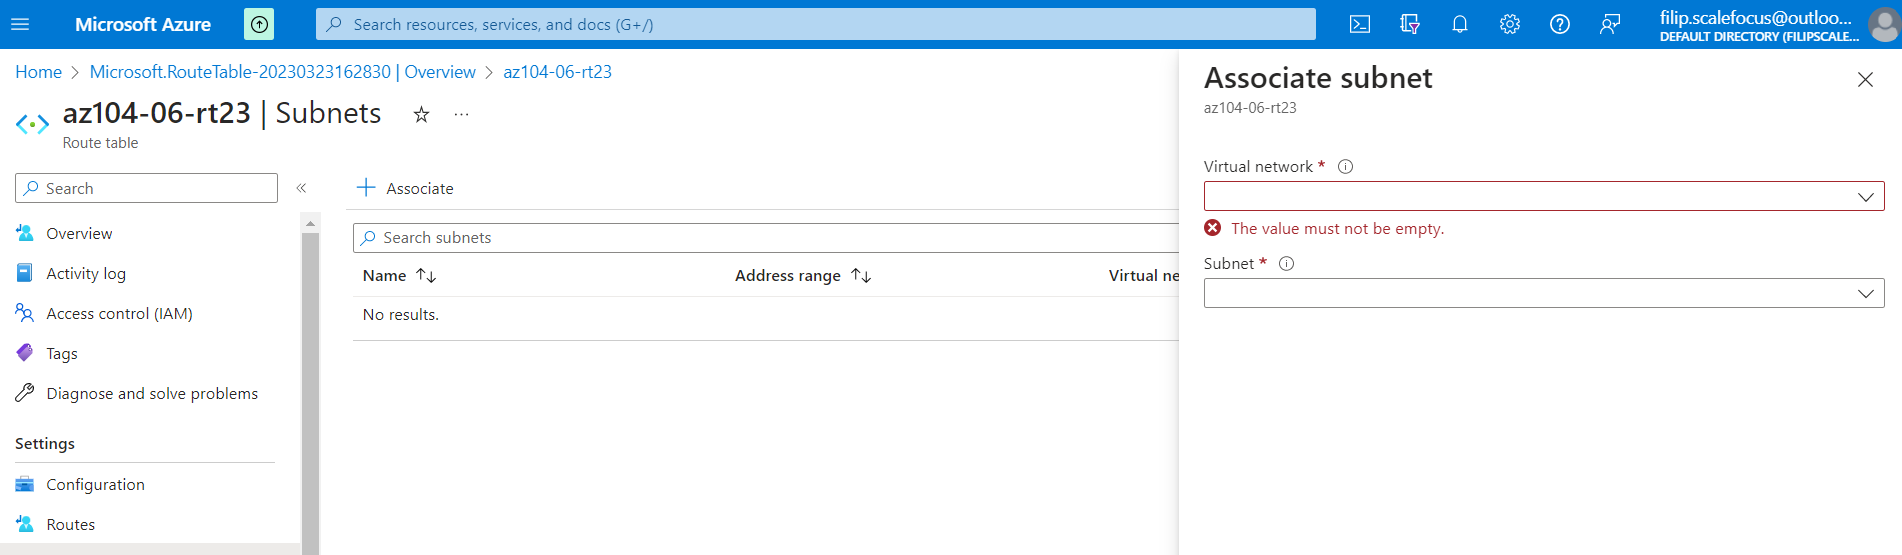 Microsoft Azure
Search resources, services, and docs (G+/)
filip.scalefocus@outloo...
DEFAULT DIRECTORY (FILIPSCALE...
Home > Microsoft.RouteTable-20230323162830 | Overview > az104-06-rt23
az104-06-rt23 | Subnets
Route table
Search
Overview
Activity log
Access control (IAM)
Tags
Diagnose and solve problems
Settings
Configuration
Routes
Associate
Search subnets
Name Address range Virtual ne
No results.
Associate subnet
az104-06-rt23
Virtual network *
The value must not be empty.
Subnet *